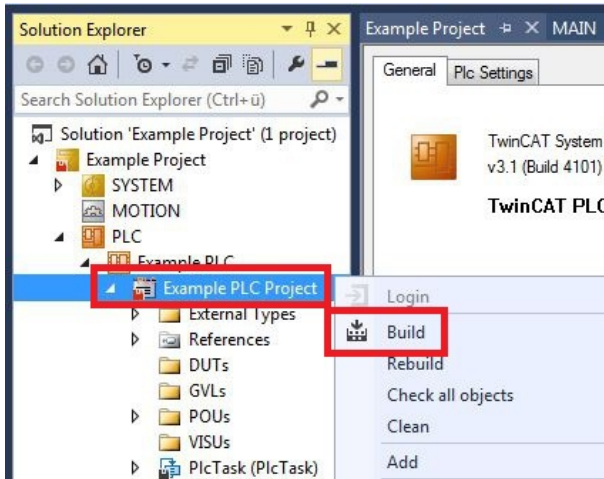 Solution Explorer
Example Project MAIN
General Plc Settings
Search Solution Explorer (Ctrl+ü)
Solution 'Example Project' (1 project)
Example Project
SYSTEM
MOTION
PLC
Example PLC
Example PLC Project
External Types
References
DUTs
GVLs
POUs
VISUs
PlcTask (PlcTask)
TwinCAT System
v3.1 (Build 4101)
TwinCAT PLC
Login
Build
Rebuild
Check all objects
Clean
Add